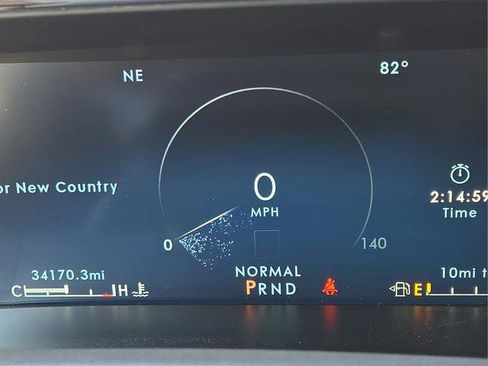 NE
82°
or New Country
0
MPH
2:14:59
Time
0
140
34170.3mi
NORMAL
10mi t
C H
PRND
E